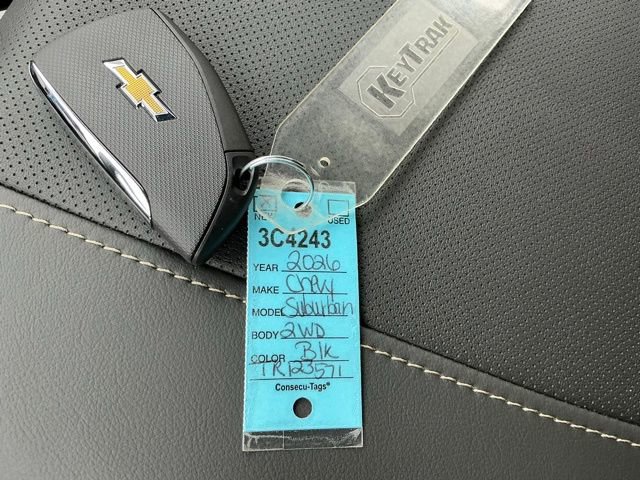 KEYTRAK
NEW USED
3C4243
YEAR 2026
MAKE Chevy
MODEL Suburban
BODY 2WD
COLOR Blk
TR123571
Consecu-Tags®